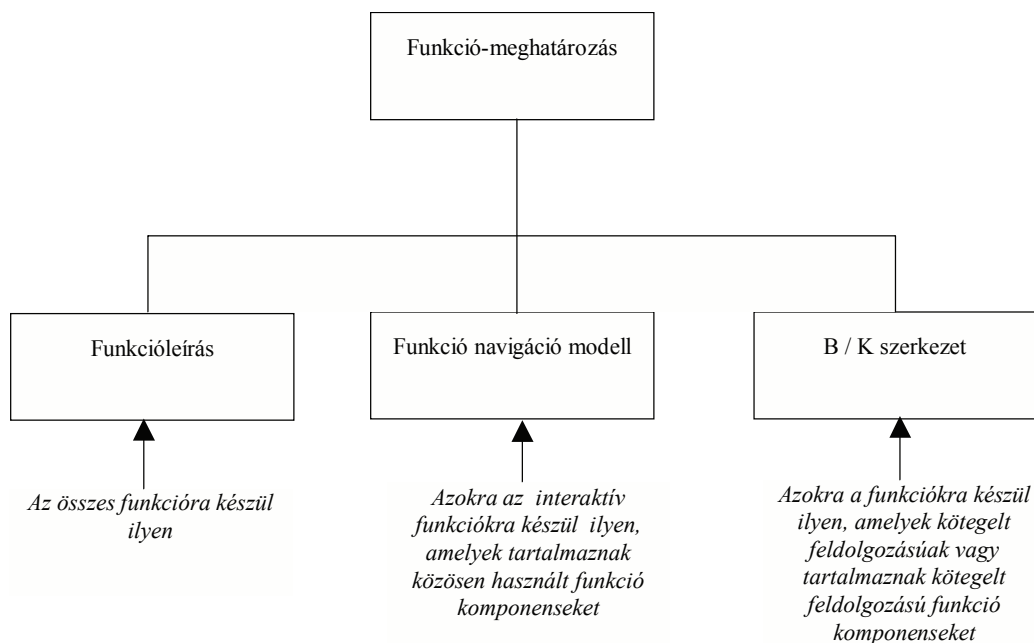 Funkció-meghatározás
Funkcióleírás
Funkció navigáció modell
B / K szerkezet
Az összes funkcióra készül
ilyen
Azokra az interaktív
funkciókra készül ilyen,
amelyek tartalmaznak
közösen használt funkció
komponenseket
Azokra a funkciókra készül
ilyen, amelyek kötegelt
feldolgozásúak vagy
tartalmaznak kötegelt
feldolgozású funkció
komponenseket